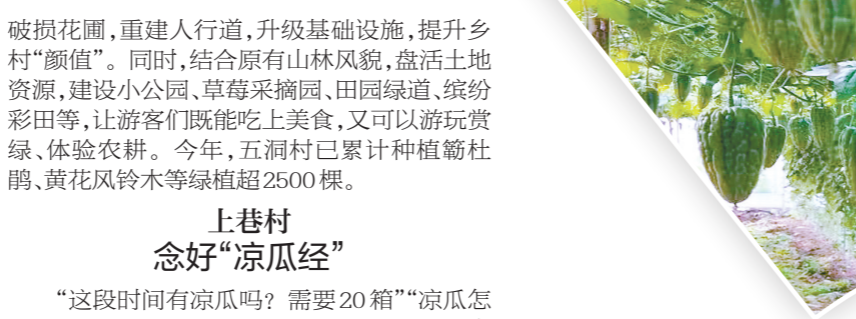 破损花圃，重建人行道，升级基础设施，提升乡
村“颜值”。同时，结合原有山林风貌，盘活土地
资源，建设小公园、草莓采摘园、田园绿道、缤纷
彩田等，让游客们既能吃上美食，又可以游玩赏
绿、体验农耕。今年，五洞村已累计种植簕杜
鹃、黄花风铃木等绿植超2500棵。
上巷村
念好“凉瓜经”
“这段时间有凉瓜吗？需要20箱”“凉瓜怎